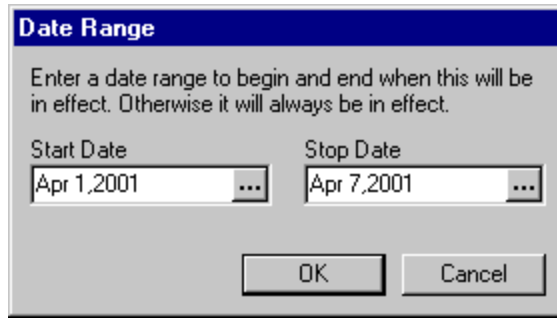 Date Range
Enter a date range to begin and end when this will be
in effect. Otherwise it will always be in effect.
Start Date Stop Date
Apr 1,2001 ... Apr 7,2001 ...
OK Cancel